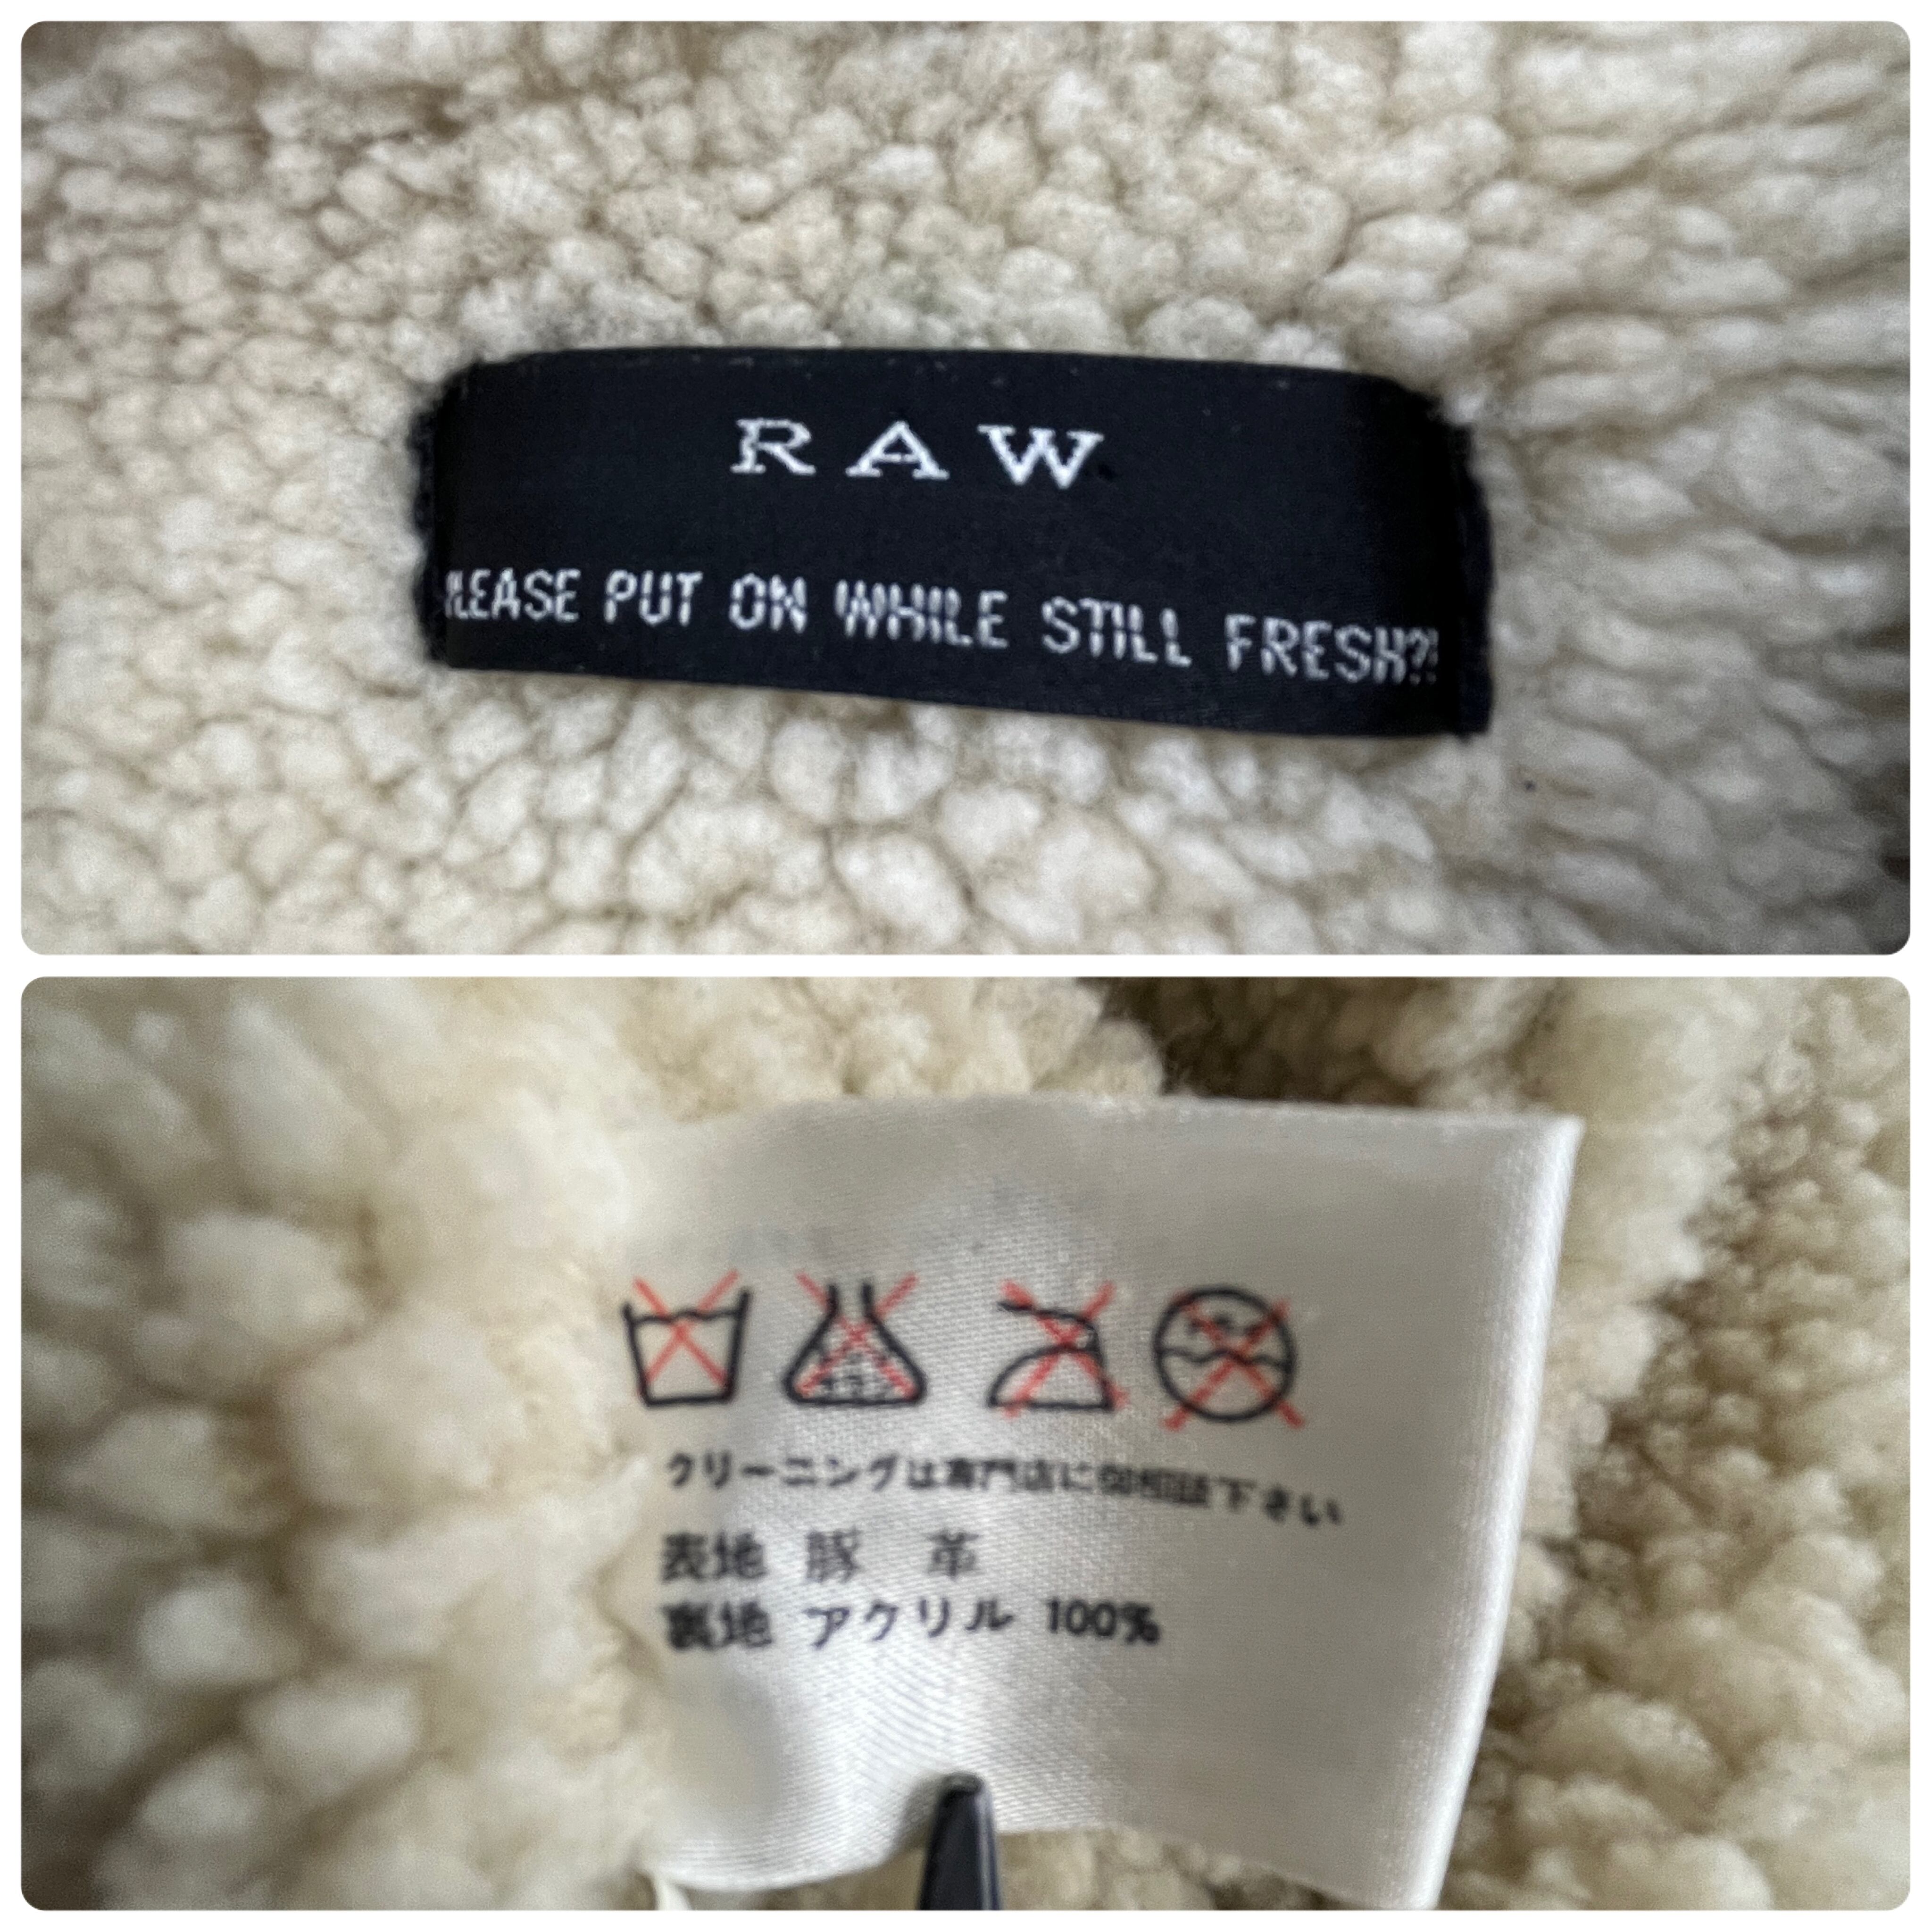 RAW
PLEASE PUT ON WHILE STILL FRESH?!
クリーニングは専門店に御相談下さい
表地 豚 革
裏地 アクリル 100%